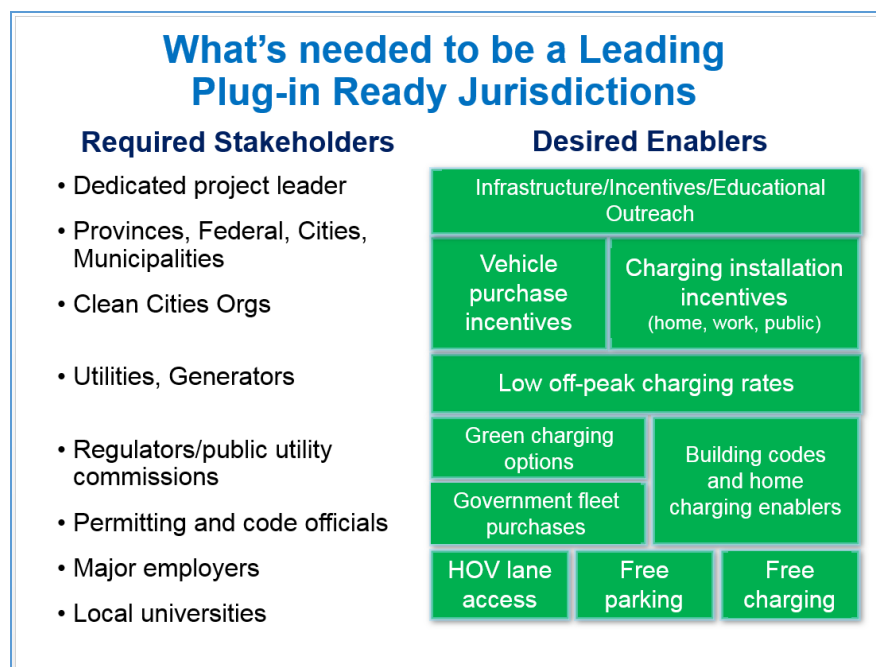 What's needed to be a Leading
Plug-in Ready Jurisdictions
Required Stakeholders
• Dedicated project leader
• Provinces, Federal, Cities,
Municipalities
• Clean Cities Orgs
• Utilities, Generators
• Regulators/public utility
commissions
• Permitting and code officials
• Major employers
• Local universities
Desired Enablers
Infrastructure/Incentives/Educational
Outreach
Vehicle
purchase
incentives
Charging installation
incentives
(home, work, public)
Low off-peak charging rates
Green charging
options
Government fleet
purchases
Building codes
and home
charging enablers
HOV lane
access
Free
parking
Free
charging